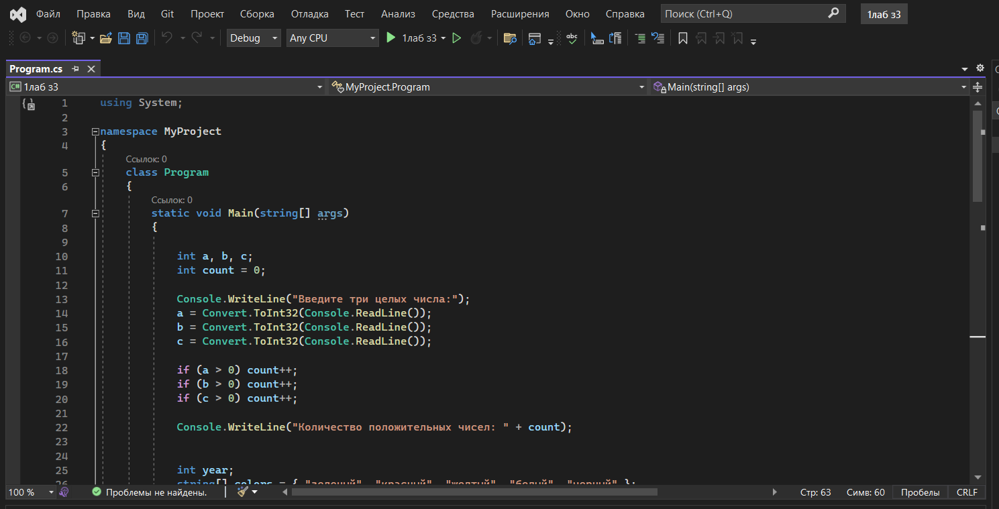 Файл Правка Вид Git Проект Сборка Отладка Тест Анализ Средства Расширения Окно Справка Поиск (Ctrl+Q) 1лаб з3
Debug Any CPU 1лаб з3 abc
Program.cs
C# 1лаб з3 MyProject.Program Main(string[] args)
1 using System;
2
3 namespace MyProject
4 {
Ссылок: 0
5 class Program
6 {
Ссылок: 0
7 static void Main(string[] args)
8 {
9
10 int a, b, c;
11 int count = 0;
12
13 Console.WriteLine("Введите три целых числа:");
14 a = Convert.ToInt32(Console.ReadLine());
15 b = Convert.ToInt32(Console.ReadLine());
16 c = Convert.ToInt32(Console.ReadLine());
17
18 if (a > 0) count++;
19 if (b > 0) count++;
20 if (c > 0) count++;
21
22 Console.WriteLine("Количество положительных чисел: " + count);
23
24
25 int year;
26 string[] colors = { "зеленый", "красный", "желтый", "белый", "черный" };
100 % Проблемы не найдены. Стр: 63 Симв: 60 Пробелы CRLF